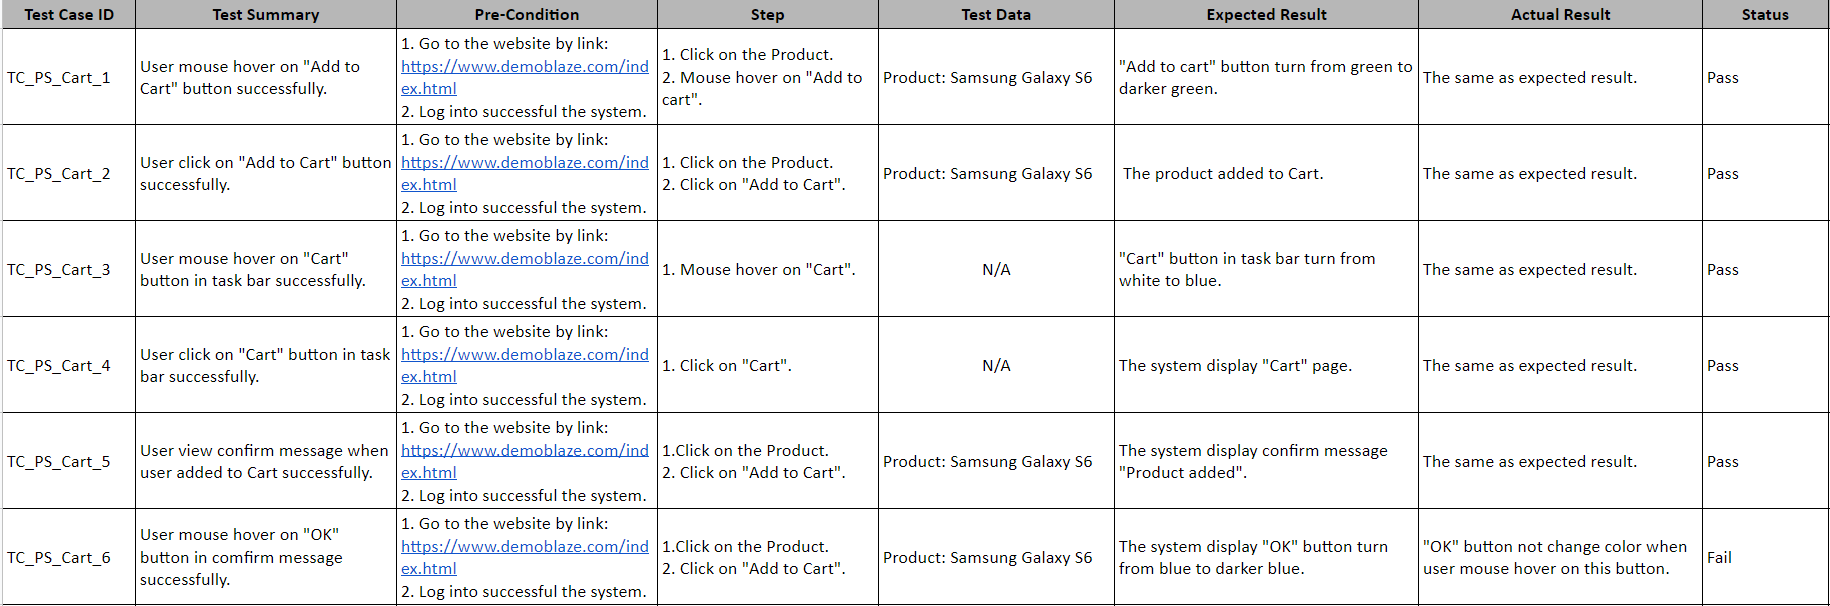 Test Case ID
Test Summary
Pre-Condition
Step
Test Data
Expected Result
Actual Result
Status
TC_PS_Cart_1
User mouse hover on "Add to
Cart" button successfully.
1. Go to the website by link:
https://www.demoblaze.com/ind
ex.html
2. Log into successful the system.
1. Click on the Product.
2. Mouse hover on "Add to
cart".
Product: Samsung Galaxy S6
"Add to cart" button turn from green to
darker green.
The same as expected result.
Pass
TC_PS_Cart_2
User click on "Add to Cart" button
successfully.
1. Go to the website by link:
https://www.demoblaze.com/ind
ex.html
2. Log into successful the system.
1. Click on the Product.
2. Click on "Add to Cart".
Product: Samsung Galaxy S6
The product added to Cart.
The same as expected result.
Pass
TC_PS_Cart_3
User mouse hover on "Cart"
button in task bar successfully.
1. Go to the website by link:
https://www.demoblaze.com/ind
ex.html
2. Log into successful the system.
1. Mouse hover on "Cart".
N/A
"Cart" button in task bar turn from
white to blue.
The same as expected result.
Pass
TC_PS_Cart_4
User click on "Cart" button in task
bar successfully.
1. Go to the website by link:
https://www.demoblaze.com/ind
ex.html
2. Log into successful the system.
1. Click on "Cart".
N/A
The system display "Cart" page.
The same as expected result.
Pass
TC_PS_Cart_5
User view confirm message when
user added to Cart successfully.
1. Go to the website by link:
https://www.demoblaze.com/ind
ex.html
2. Log into successful the system.
1.Click on the Product.
2. Click on "Add to Cart".
Product: Samsung Galaxy S6
The system display confirm message
"Product added".
The same as expected result.
Pass
TC_PS_Cart_6
User mouse hover on "OK"
button in comfirm message
successfully.
1. Go to the website by link:
https://www.demoblaze.com/ind
ex.html
2. Log into successful the system.
1.Click on the Product.
2. Click on "Add to Cart".
Product: Samsung Galaxy S6
The system display "OK" button turn
from blue to darker blue.
"OK" button not change color when
user mouse hover on this button.
Fail